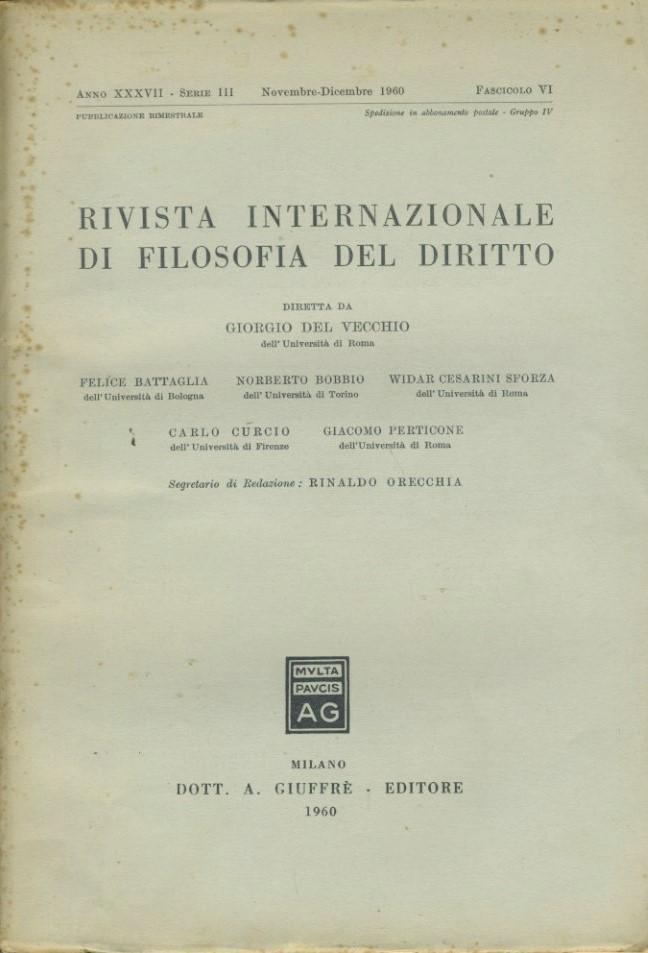 ANNO XXXVII - SERIE III Novembre-Dicembre 1960 FASCICOLO VI
PUBBLICAZIONE BIMESTRALE Spedizione in abbonamento postale - Gruppo IV
RIVISTA INTERNAZIONALE
DI FILOSOFIA DEL DIRITTO
DIRETTA DA
GIORGIO DEL VECCHIO
dell'Università di Roma
FELICE BATTAGLIA NORBERTO BOBBIO WIDAR CESARINI SFORZA
dell'Università di Bologna dell'Università di Torino dell'Università di Roma
CARLO CURCIO GIACOMO PERTICONE
dell'Università di Firenze dell'Università di Roma
Segretario di Redazione: RINALDO ORECCHIA
MVLTA
PAVCIS
AG
MILANO
DOTT. A. GIUFFRÈ - EDITORE
1960